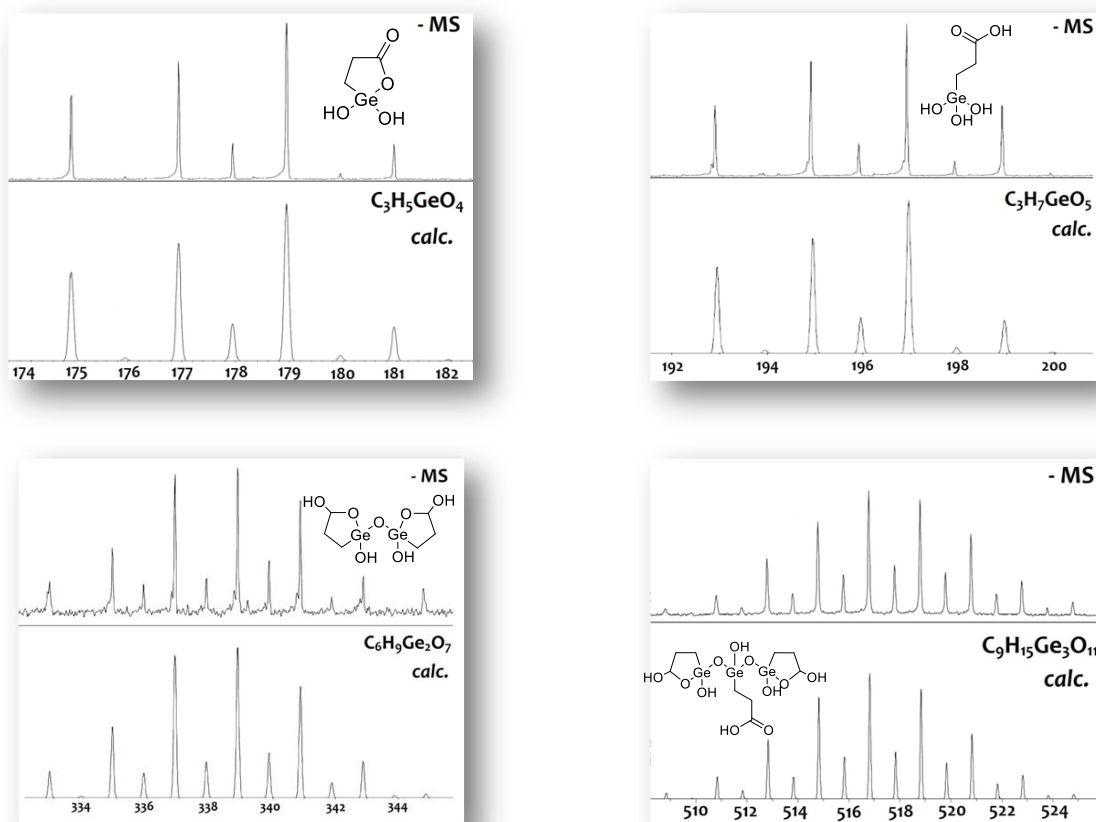 - MS
O
O
Ge
HO
OH
C₃H₅GeO₄
calc.
174 175 176 177 178 179 180 181 182
- MS
O
OH
Ge
HO
OH
OH
C₃H₇GeO₅
calc.
192 194 196 198 200
- MS
HO
OH
O
O
O
Ge
Ge
OH
OH
C₆H₉Ge₂O₇
calc.
334 336 338 340 342 344
- MS
C₉H₁₅Ge₃O₁₁
calc.
OH
O
O
Ge
Ge
Ge
HO
O
OH
OH
O
OH
HO
O
510 512 514 516 518 520 522 524